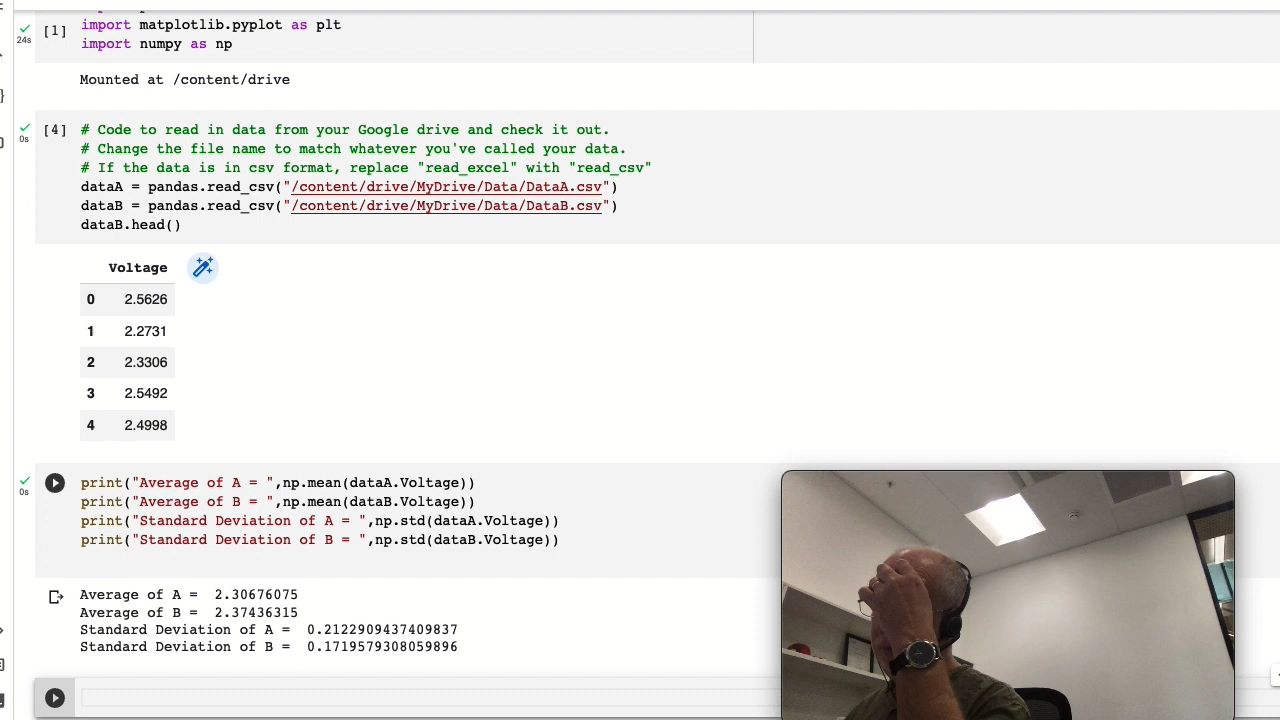 [1]
24s
import matplotlib.pyplot as plt
import numpy as np
Mounted at /content/drive
[4]
0s
# Code to read in data from your Google drive and check it out.
# Change the file name to match whatever you've called your data.
# If the data is in csv format, replace "read_excel" with "read_csv"
dataA = pandas.read_csv("/content/drive/MyDrive/Data/DataA.csv")
dataB = pandas.read_csv("/content/drive/MyDrive/Data/DataB.csv")
dataB.head()
Voltage
0 2.5626
1 2.2731
2 2.3306
3 2.5492
4 2.4998
0s
print("Average of A = ",np.mean(dataA.Voltage))
print("Average of B = ",np.mean(dataB.Voltage))
print("Standard Deviation of A = ",np.std(dataA.Voltage))
print("Standard Deviation of B = ",np.std(dataB.Voltage))
Average of A =  2.30676075
Average of B =  2.37436315
Standard Deviation of A =  0.2122909437409837
Standard Deviation of B =  0.1719579308059896